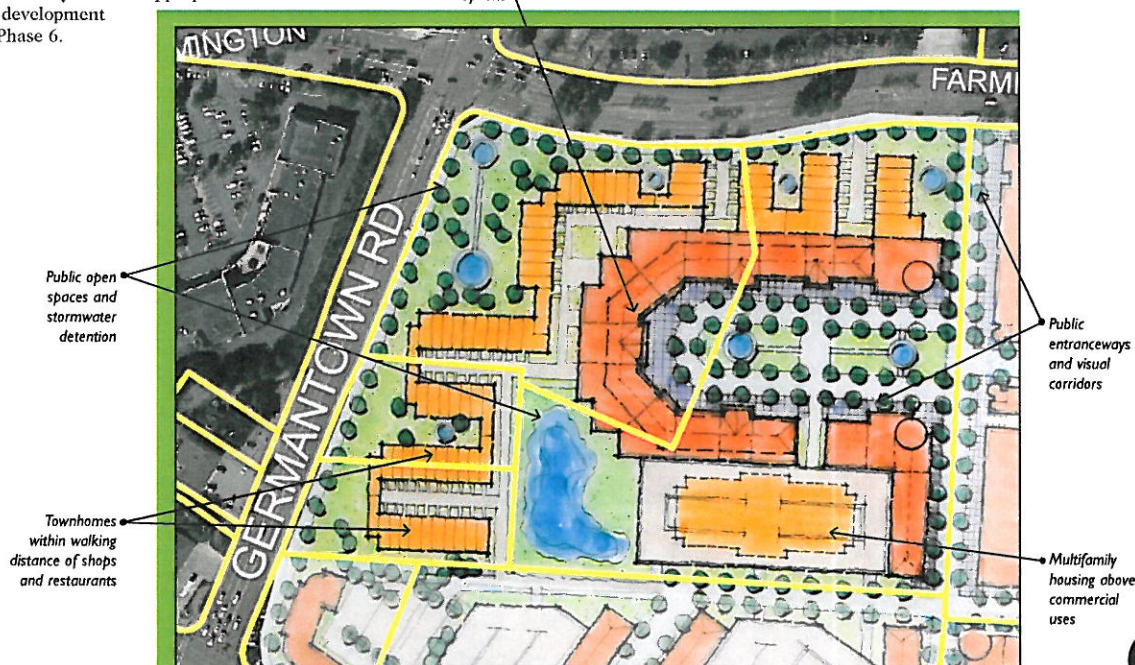 development
Phase 6.
MINGTON
FARMI
GERMANTOWN RD
Public open
spaces and
stormwater
detention
Public
entranceways
and visual
corridors
Townhomes
within walking
distance of shops
and restaurants
Multifamily
housing above
commercial
uses